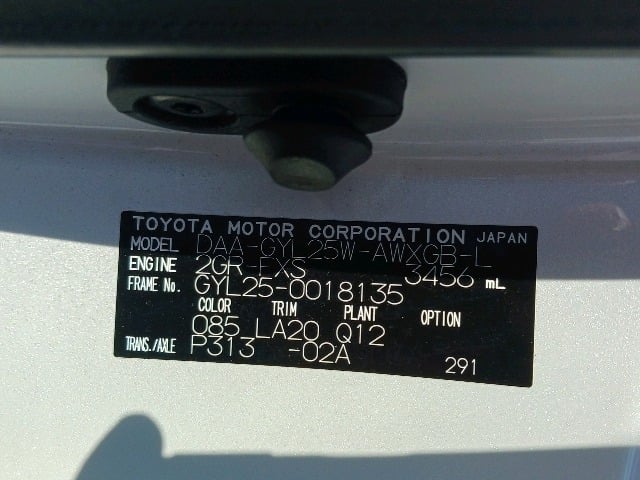 TOYOTA MOTOR CORPORATION JAPAN
MODEL DAA-GYL25W-AWXGB-L
ENGINE 2GR-FXS 3456 mL
FRAME No. GYL25-0018135
COLOR TRIM PLANT OPTION
085 LA20 Q12
TRANS./AXLE P313 -02A
291